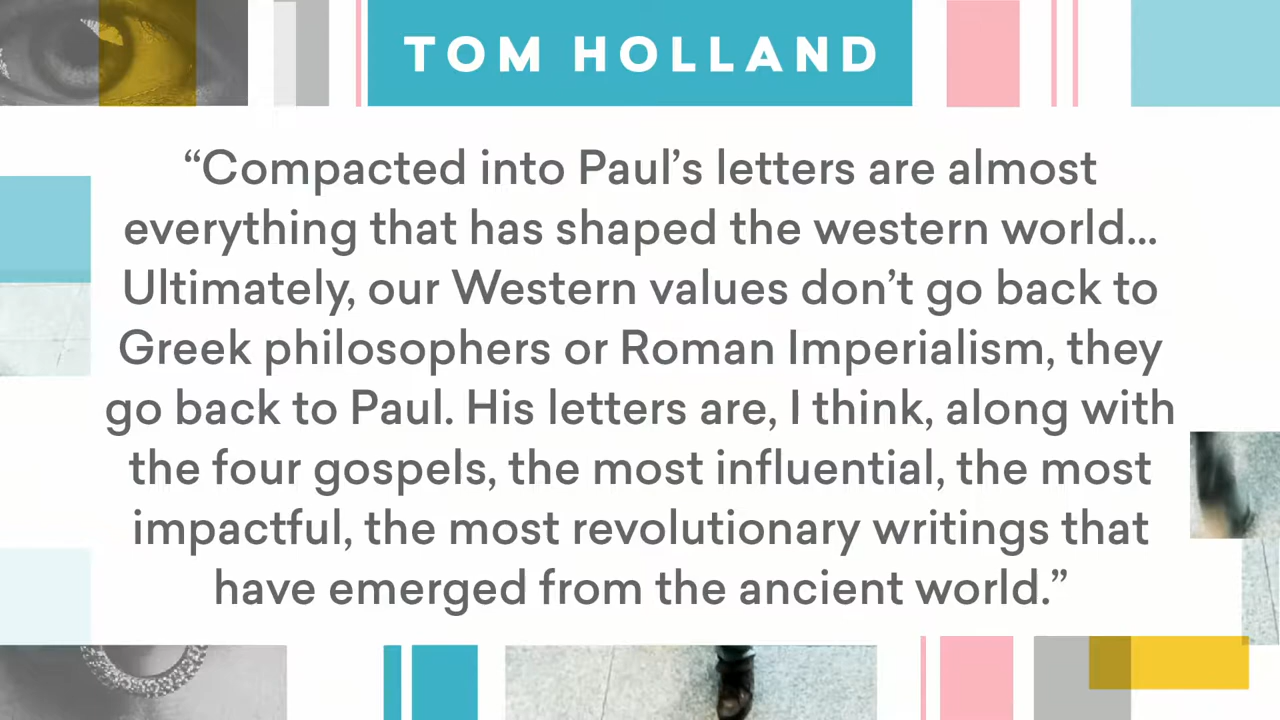 TOM HOLLAND
“Compacted into Paul’s letters are almost
everything that has shaped the western world...
Ultimately, our Western values don’t go back to
Greek philosophers or Roman Imperialism, they
go back to Paul. His letters are, I think, along with
the four gospels, the most influential, the most
impactful, the most revolutionary writings that
have emerged from the ancient world.”